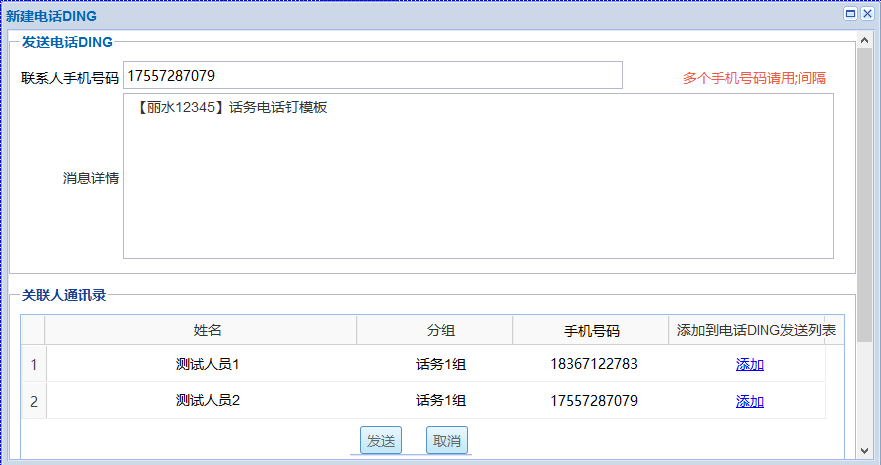 新建电话DING
发送电话DING
联系人手机号码 17557287079 多个手机号码请用;间隔
消息详情 【丽水12345】话务电话钉模板
关联人通讯录
姓名 分组 手机号码 添加到电话DING发送列表
1 测试人员1 话务1组 18367122783 添加
2 测试人员2 话务1组 17557287079 添加
发送 取消